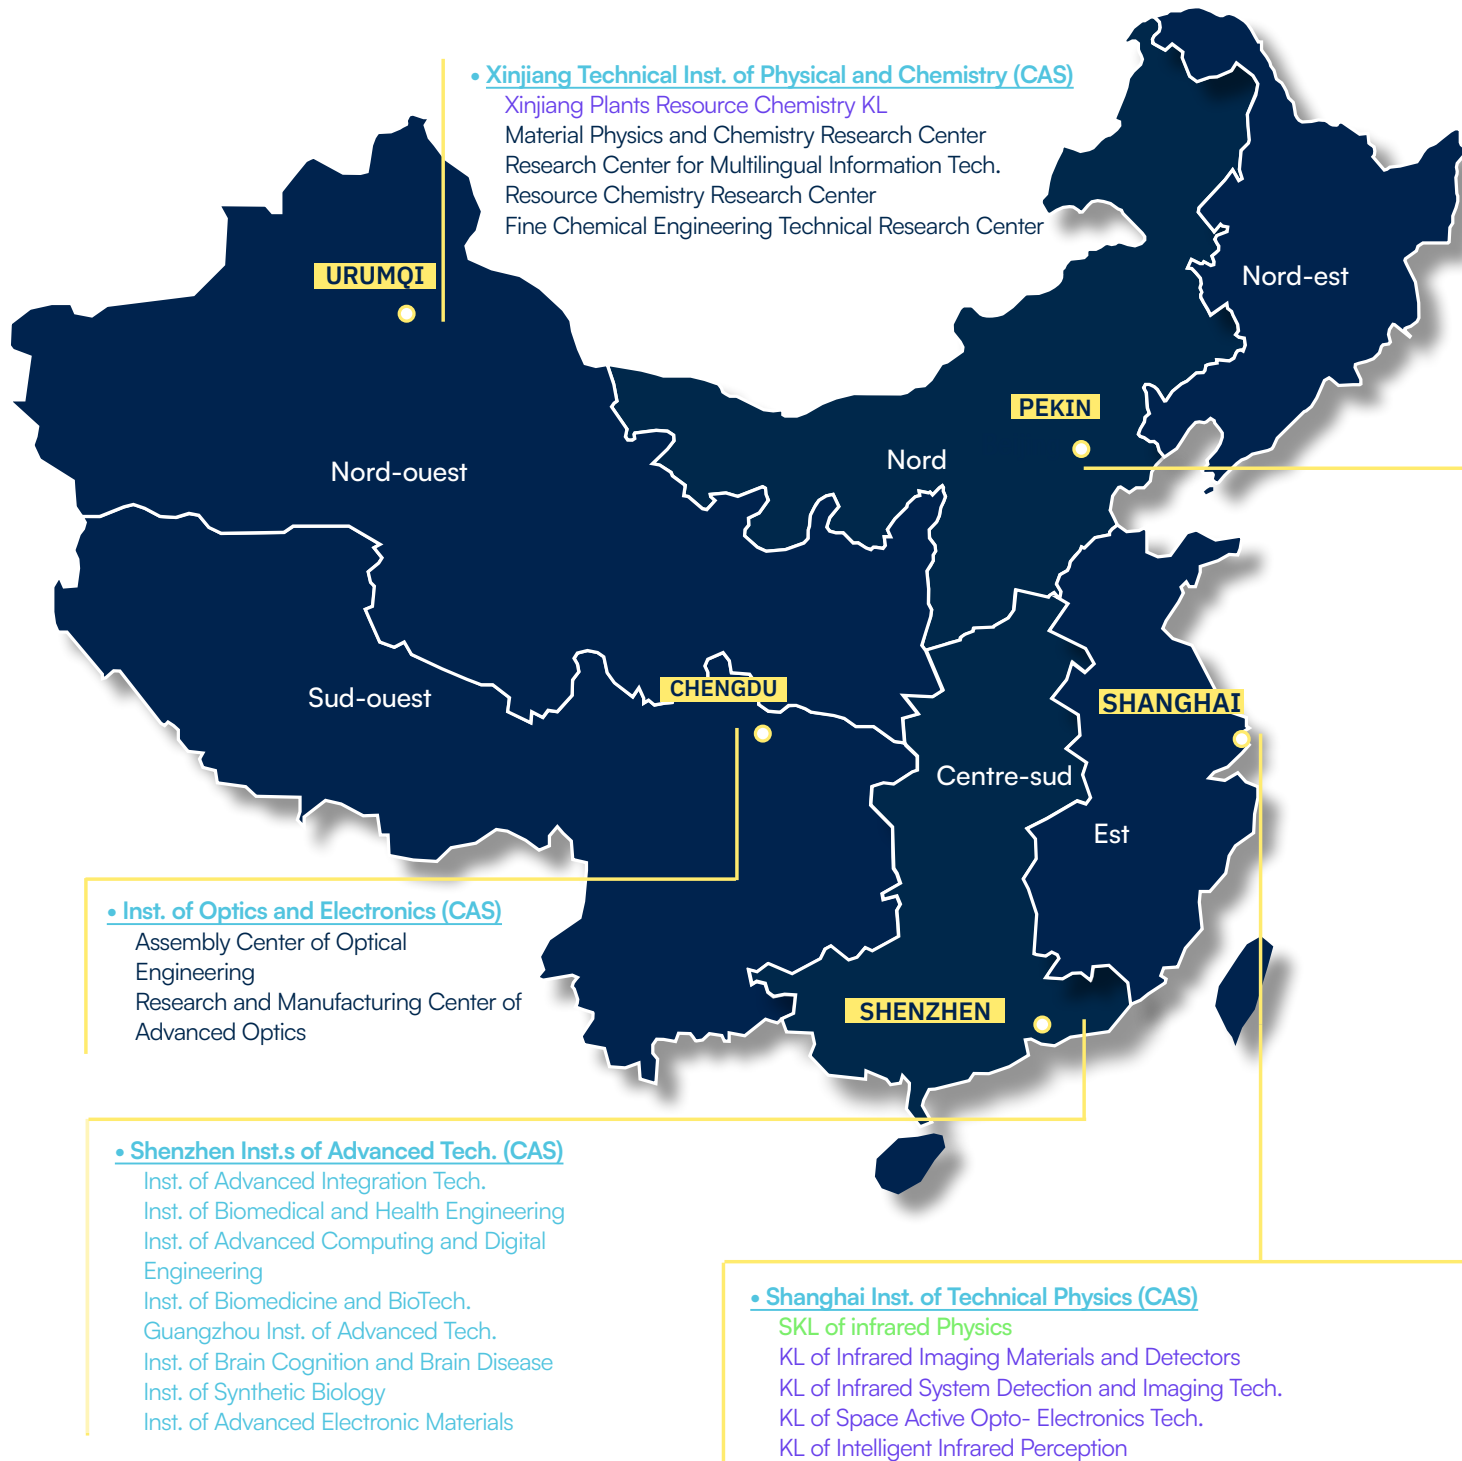 • Xinjiang Technical Inst. of Physical and Chemistry (CAS)
Xinjiang Plants Resource Chemistry KL
Material Physics and Chemistry Research Center
Research Center for Multilingual Information Tech.
Resource Chemistry Research Center
Fine Chemical Engineering Technical Research Center
URUMQI
Nord-est
PEKIN
Nord
Nord-ouest
CHENGDU
Sud-ouest
SHANGHAI
Centre-sud
Est
• Inst. of Optics and Electronics (CAS)
Assembly Center of Optical
Engineering
Research and Manufacturing Center of
Advanced Optics
SHENZHEN
• Shenzhen Inst.s of Advanced Tech. (CAS)
Inst. of Advanced Integration Tech.
Inst. of Biomedical and Health Engineering
Inst. of Advanced Computing and Digital
Engineering
Inst. of Biomedicine and BioTech.
Guangzhou Inst. of Advanced Tech.
Inst. of Brain Cognition and Brain Disease
Inst. of Synthetic Biology
Inst. of Advanced Electronic Materials
• Shanghai Inst. of Technical Physics (CAS)
SKL of infrared Physics
KL of Infrared Imaging Materials and Detectors
KL of Infrared System Detection and Imaging Tech.
KL of Space Active Opto- Electronics Tech.
KL of Intelligent Infrared Perception